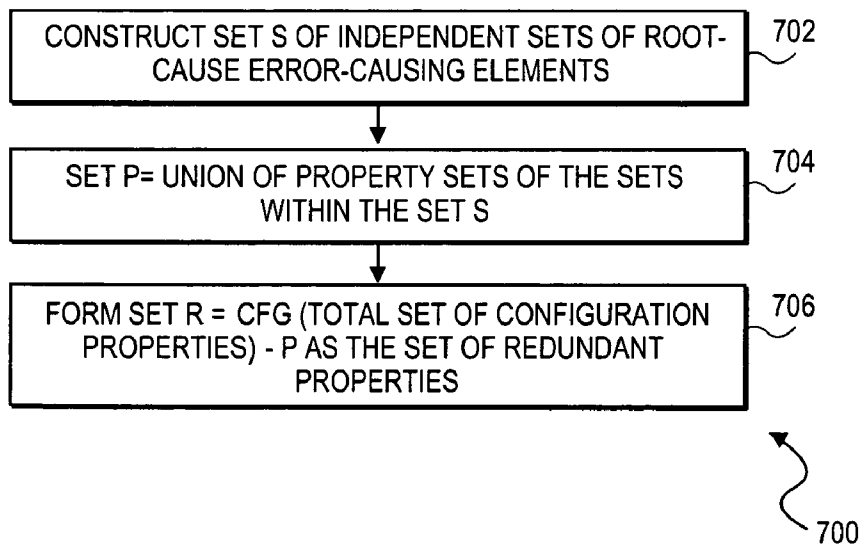 CONSTRUCT SET S OF INDEPENDENT SETS OF ROOT-
CAUSE ERROR-CAUSING ELEMENTS
702
SET P= UNION OF PROPERTY SETS OF THE SETS
WITHIN THE SET S
704
FORM SET R = CFG (TOTAL SET OF CONFIGURATION
PROPERTIES) - P AS THE SET OF REDUNDANT
PROPERTIES
706
700